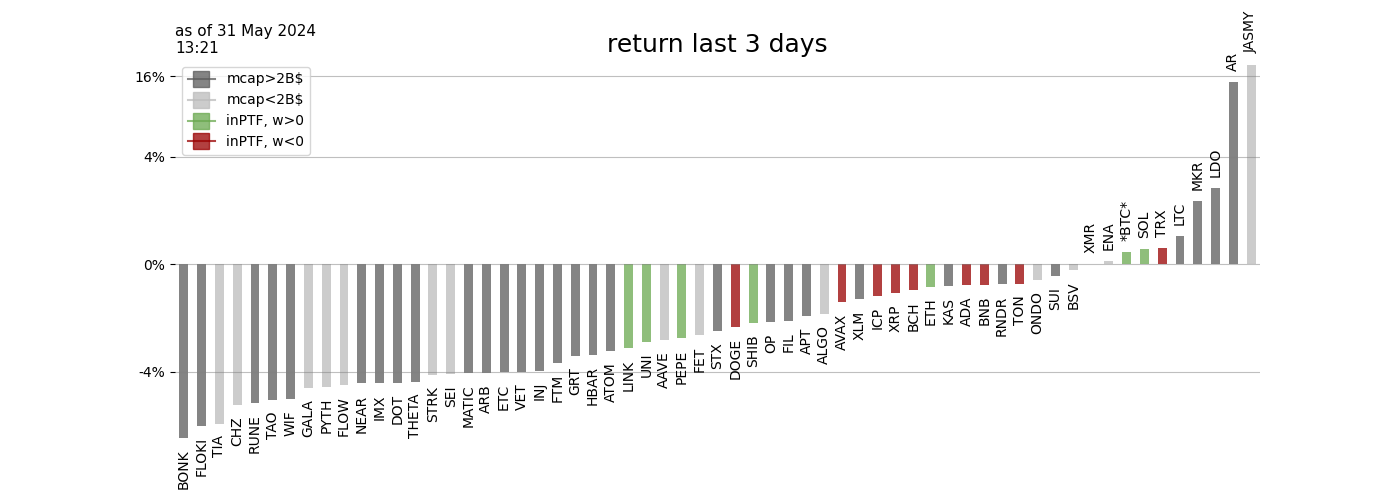 as of 31 May 2024
13:21
return last 3 days
mcap>2B$
mcap<2B$
inPTF, w>0
inPTF, w<0
16%
4%
0%
-4%
BONK
FLOKI
TIA
CHZ
RUNE
TAO
WIF
GALA
PYTH
FLOW
NEAR
IMX
DOT
THETA
STRK
SEI
MATIC
ARB
ETC
VET
INJ
FTM
GRT
HBAR
ATOM
LINK
UNI
AAVE
PEPE
FET
STX
DOGE
SHIB
OP
FIL
APT
ALGO
AVAX
XLM
ICP
XRP
BCH
ETH
KAS
ADA
BNB
RNDR
TON
ONDO
SUI
BSV
XMR
ENA
*BTC*
SOL
TRX
LTC
MKR
LDO
AR
JASMY